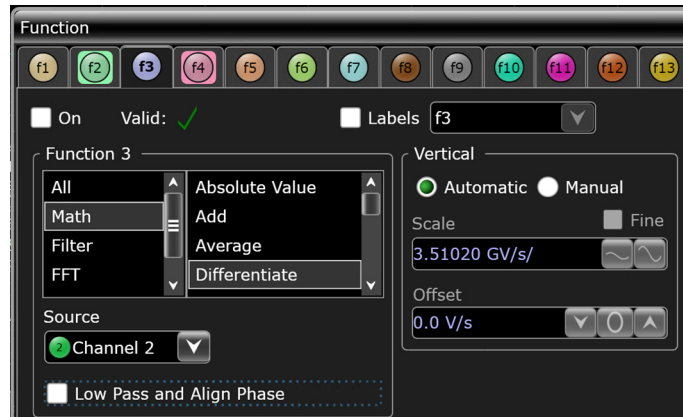 Function
f1 f2 f3 f4 f5 f6 f7 f8 f9 f10 f11 f12 f13
On Valid: Labels f3
Function 3
All
Math
Filter
FFT
Absolute Value
Add
Average
Differentiate
Source
2 Channel 2
Low Pass and Align Phase
Vertical
Automatic Manual
Scale Fine
3.51020 GV/s/
Offset
0.0 V/s 0